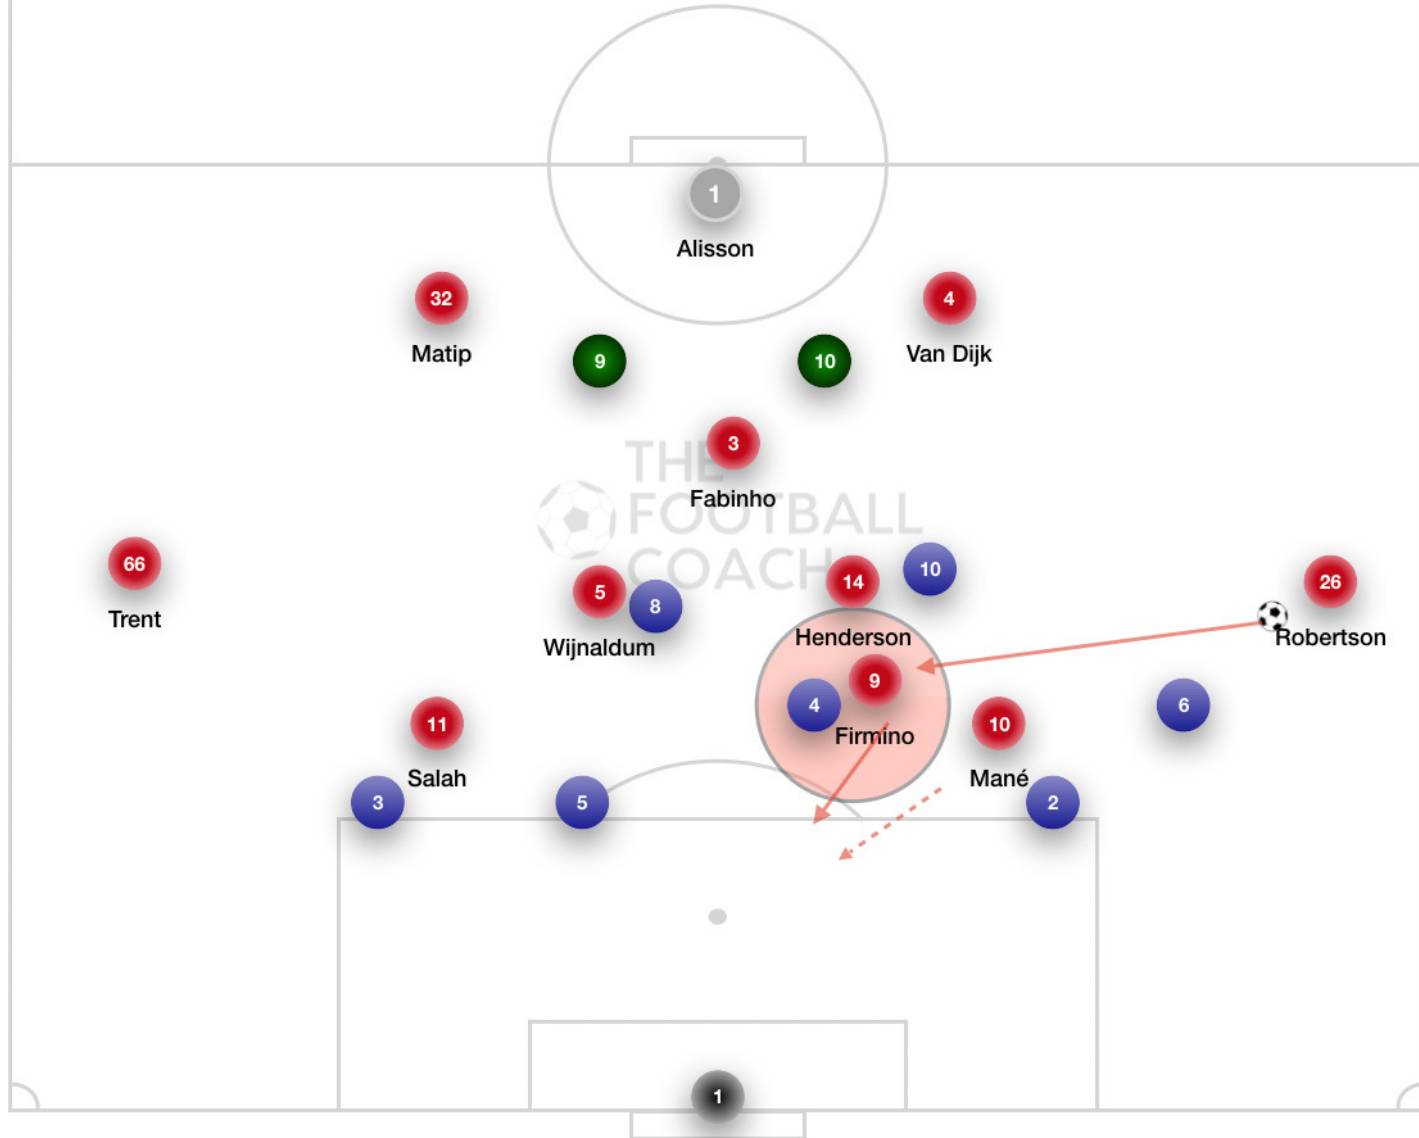 1
Alisson
32
4
Matip
9
10
Van Dijk
3
THE
Fabinho
FOOTBALL
COACH
66
5
8
14
10
26
Trent
Wijnaldum
Henderson
Robertson
9
4
6
11
Firmino
10
Salah
Mané
3
5
2
1